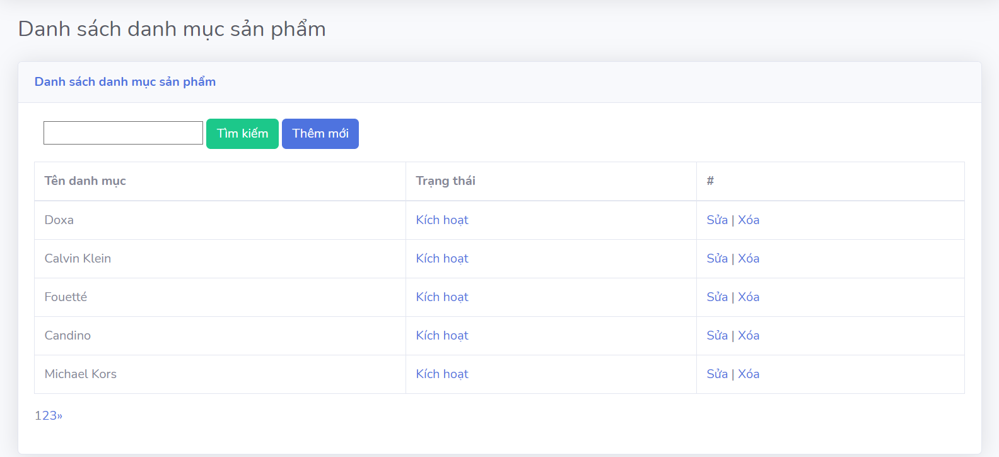 Danh sách danh mục sản phẩm
Danh sách danh mục sản phẩm
Tìm kiếm Thêm mới
Tên danh mục Trạng thái #
Doxa Kích hoạt Sửa | Xóa
Calvin Klein Kích hoạt Sửa | Xóa
Fouetté Kích hoạt Sửa | Xóa
Candino Kích hoạt Sửa | Xóa
Michael Kors Kích hoạt Sửa | Xóa
123»